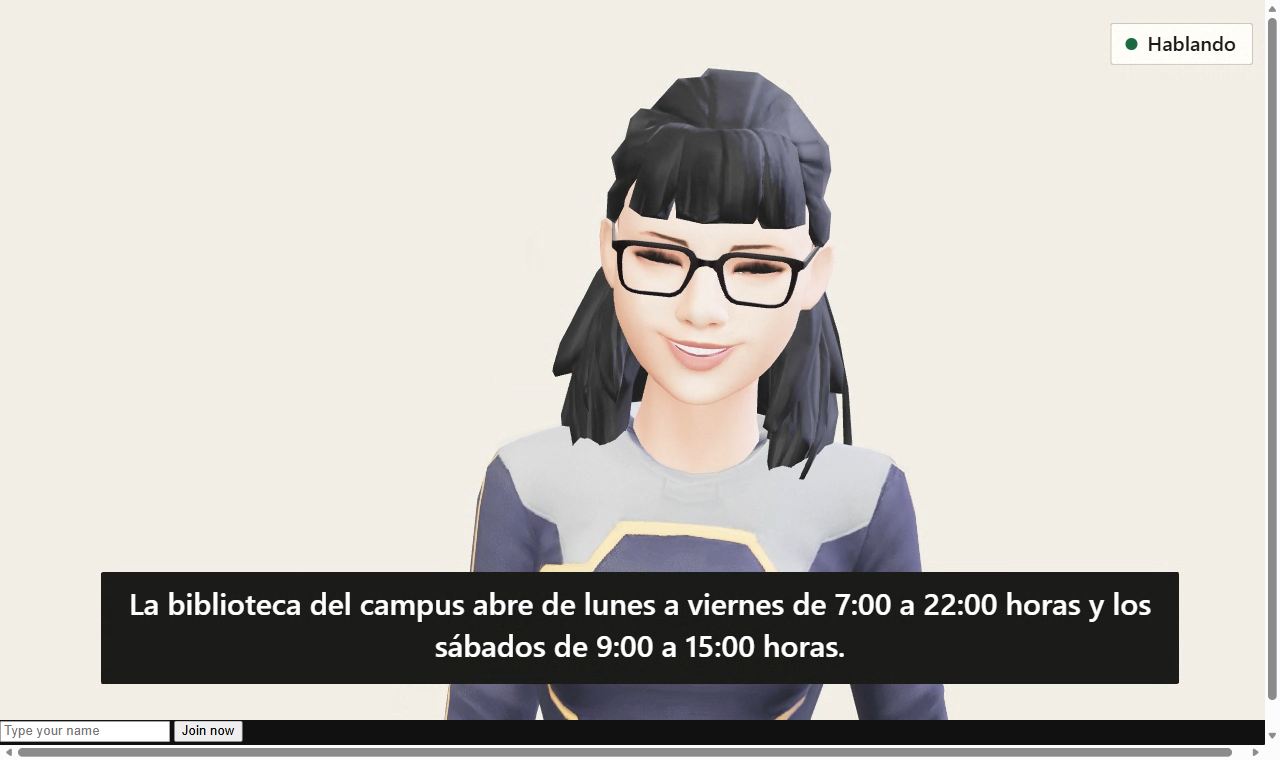 Hablando
La biblioteca del campus abre de lunes a viernes de 7:00 a 22:00 horas y los
sábados de 9:00 a 15:00 horas.
Type your name
Join now